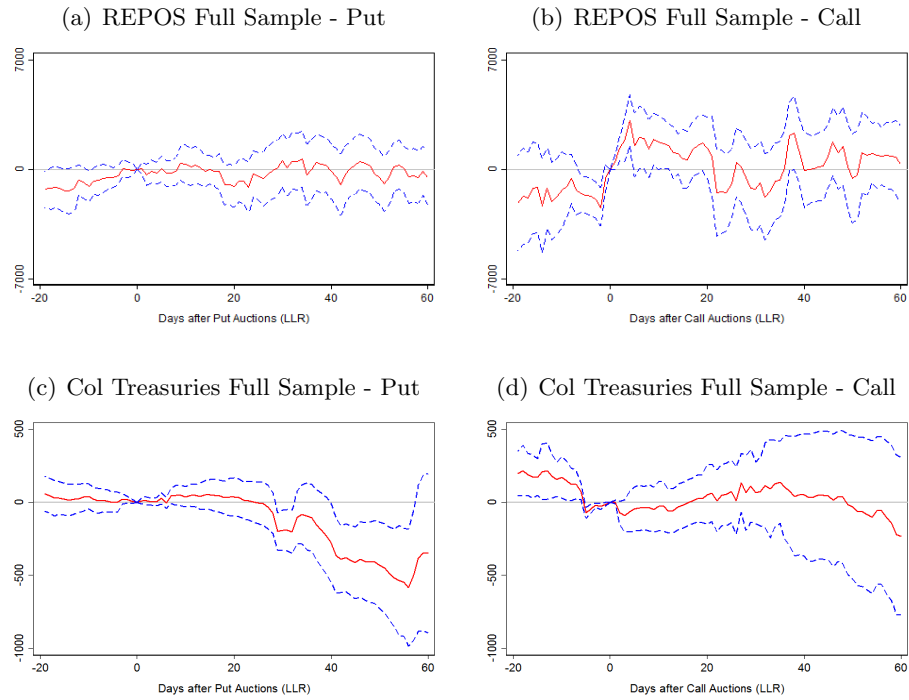 (a) REPOS Full Sample - Put
(b) REPOS Full Sample - Call
7000
0
-7000
-20 0 20 40 60
Days after Put Auctions (LLR)
7000
0
-7000
-20 0 20 40 60
Days after Call Auctions (LLR)
(c) Col Treasuries Full Sample - Put
(d) Col Treasuries Full Sample - Call
500
0
-500
-1000
-20 0 20 40 60
Days after Put Auctions (LLR)
500
0
-500
-1000
-20 0 20 40 60
Days after Call Auctions (LLR)